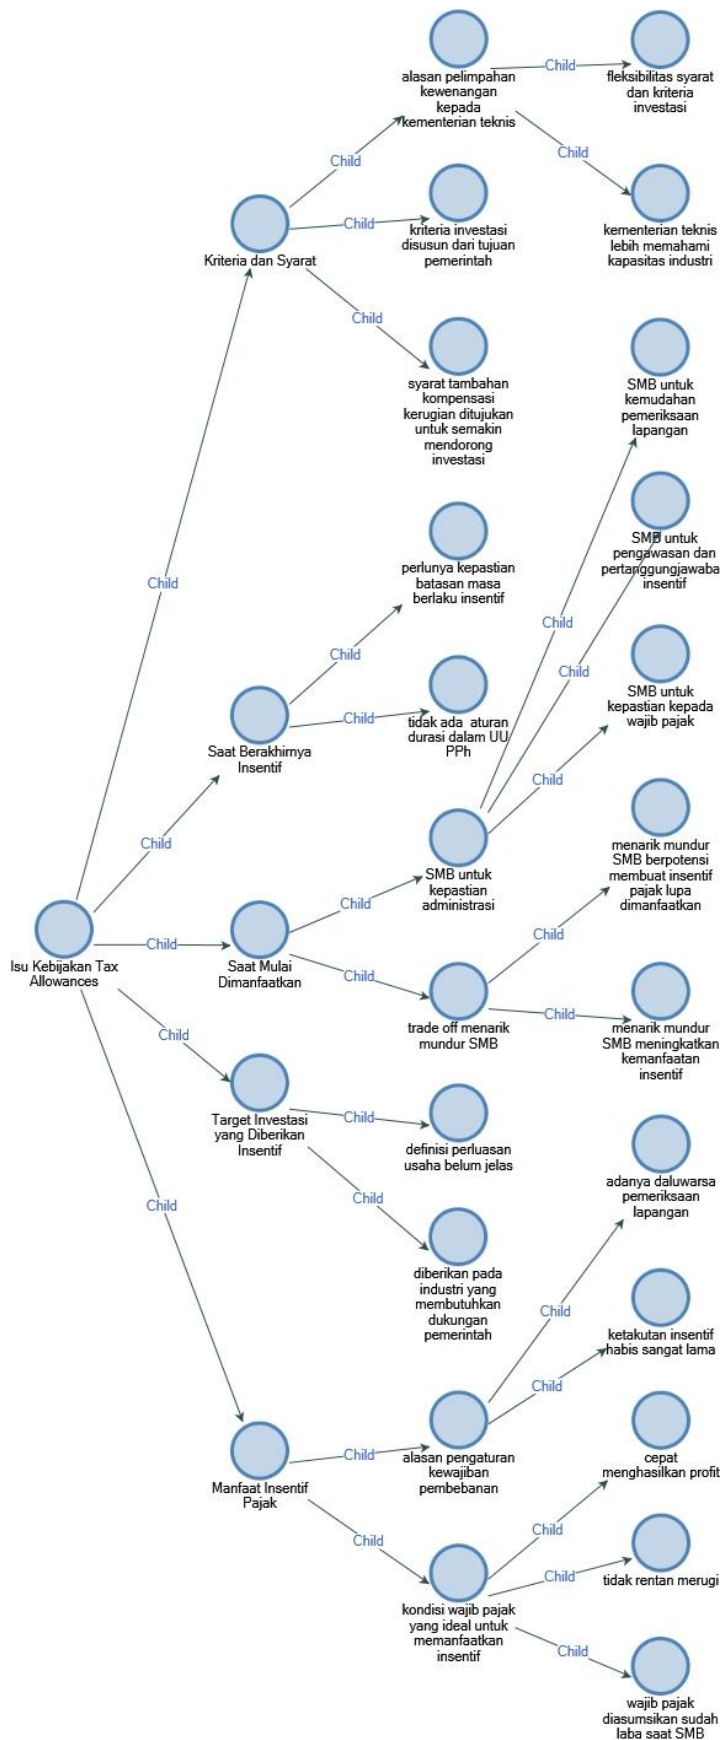 alasan pelimpahan
kewenangan
kepada
kementerian teknis
Child
fleksibilitas syarat
dan kriteria
investasi
Child
Child
kementerian teknis
lebih memahami
kapasitas industri
Kriteria dan Syarat
Child
kriteria investasi
disusun dari tujuan
pemerintah
Child
syarat tambahan
kompensasi
kerugian ditujukan
untuk semakin
mendorong
investasi
SMB untuk
kemudahan
pemeriksaan
lapangan
SMB untuk
pengawasan dan
pertanggungjawaba
insentif
Child
perlunya kepastian
batasan masa
berlaku insentif
Child
Child
Child
SMB untuk
kepastian kepada
wajib pajak
Saat Berakhirnya
Insentif
Child
tidak ada aturan
durasi dalam UU
PPh
Child
Child
SMB untuk
kepastian
administrasi
menarik mundur
SMB berpotensi
membuat insentif
pajak lupa
dimanfaatkan
Child
Isu Kebijakan Tax
Allowances
Child
Saat Mulai
Dimanfaatkan
Child
Child
trade off menarik
mundur SMB
Child
menarik mundur
SMB meningkatkan
kemanfaatan
insentif
Child
Target Investasi
yang Diberikan
Insentif
Child
definisi perluasan
usaha belum jelas
Child
diberikan pada
industri yang
membutuhkan
dukungan
pemerintah
adanya daluwarsa
pemeriksaan
lapangan
Child
Child
ketakutan insentif
habis sangat lama
Child
Manfaat Insentif
Pajak
Child
alasan pengaturan
kewajiban
pembebanan
cepat
menghasilkan profit
Child
Child
kondisi wajib pajak
yang ideal untuk
memanfaatkan
insentif
Child
tidak rentan merugi
Child
wajib pajak
diasumsikan sudah
laba saat SMB